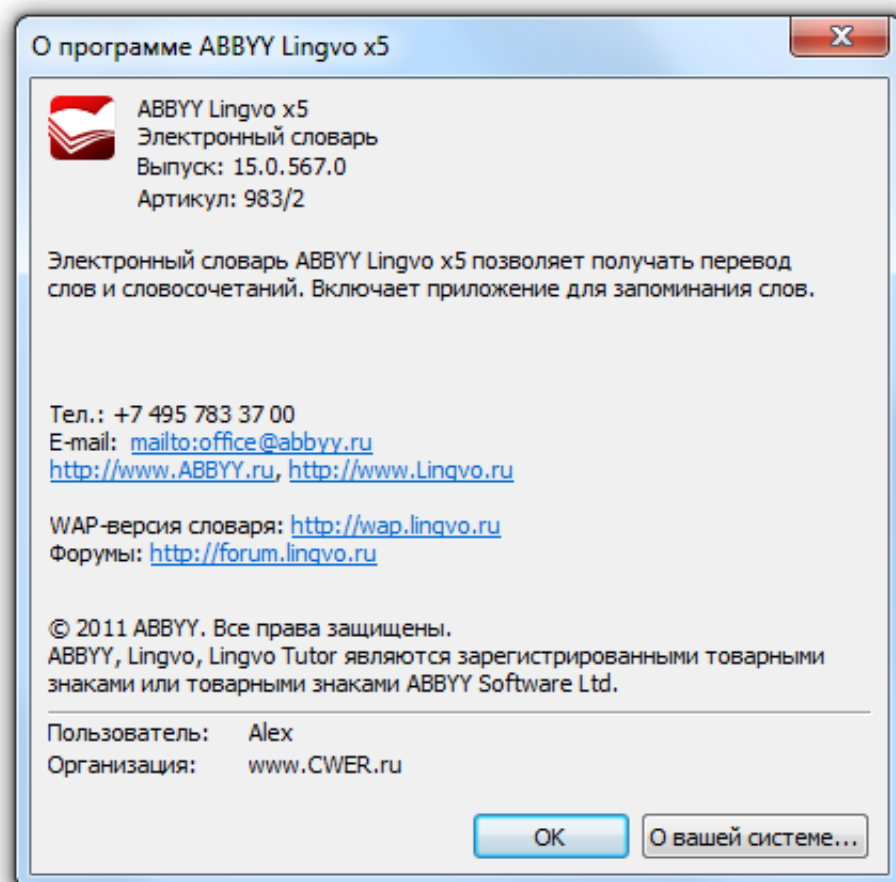 О программе ABBYY Lingvo x5
ABBYY Lingvo x5
Электронный словарь
Выпуск: 15.0.567.0
Артикул: 983/2
Электронный словарь ABBYY Lingvo x5 позволяет получать перевод
слов и словосочетаний. Включает приложение для запоминания слов.
Тел.: +7 495 783 37 00
E-mail: mailto:office@abbyy.ru
http://www.ABBYY.ru, http://www.Lingvo.ru
WAP-версия словаря: http://wap.lingvo.ru
Форумы: http://forum.lingvo.ru
© 2011 ABBYY. Все права защищены.
ABBYY, Lingvo, Lingvo Tutor являются зарегистрированными товарными
знаками или товарными знаками ABBYY Software Ltd.
Пользователь: Alex
Организация: www.CWER.ru
OK
О вашей системе...